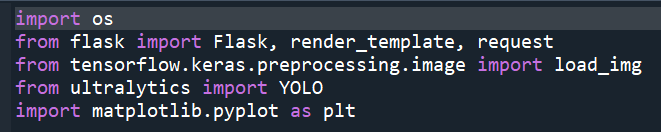 import os
from flask import Flask, render_template, request
from tensorflow.keras.preprocessing.image import load_img
from ultralytics import YOLO
import matplotlib.pyplot as plt